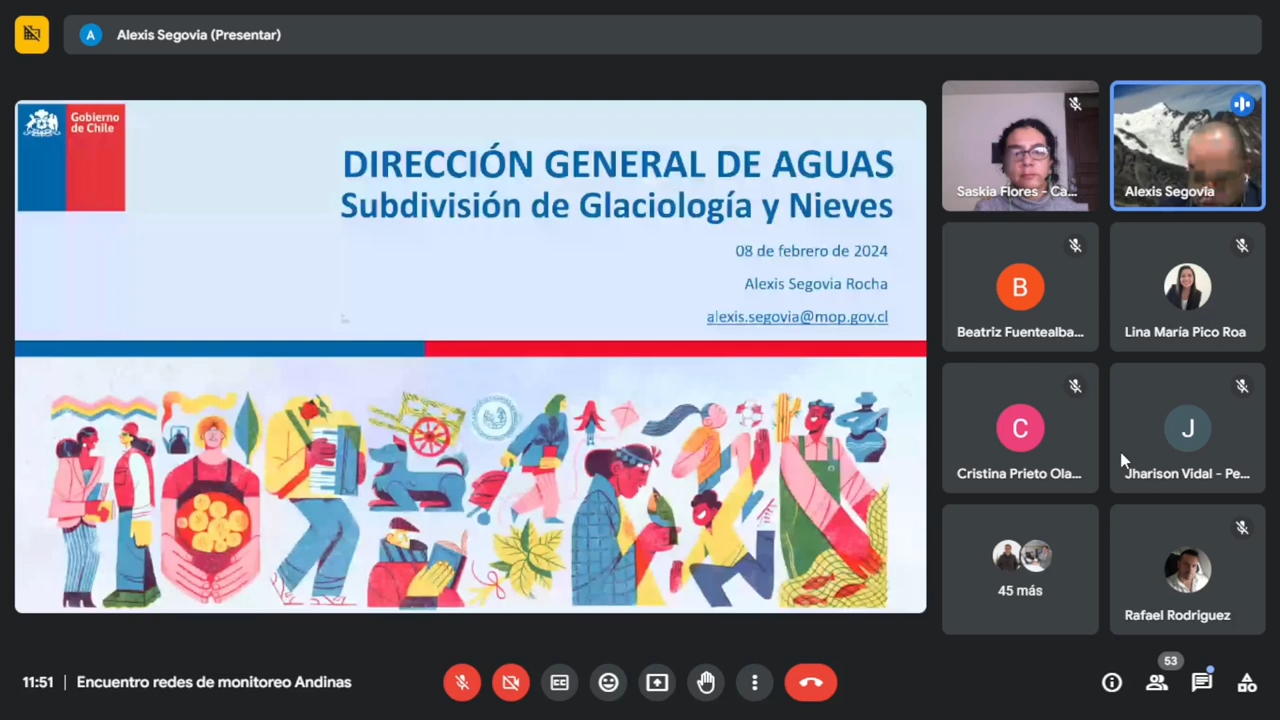 A Alexis Segovia (Presentar)
Gobierno
de Chile
DIRECCIÓN GENERAL DE AGUAS
Subdivisión de Glaciología y Nieves
08 de febrero de 2024
Alexis Segovia Rocha
alexis.segovia@mop.gov.cl
Saskia Flores - Ca...
Alexis Segovia
B
Beatriz Fuentealba...
Lina María Pico Roa
C
Cristina Prieto Ola...
J
Jharison Vidal - Pe...
45 más
Rafael Rodriguez
11:51 | Encuentro redes de monitoreo Andinas
53